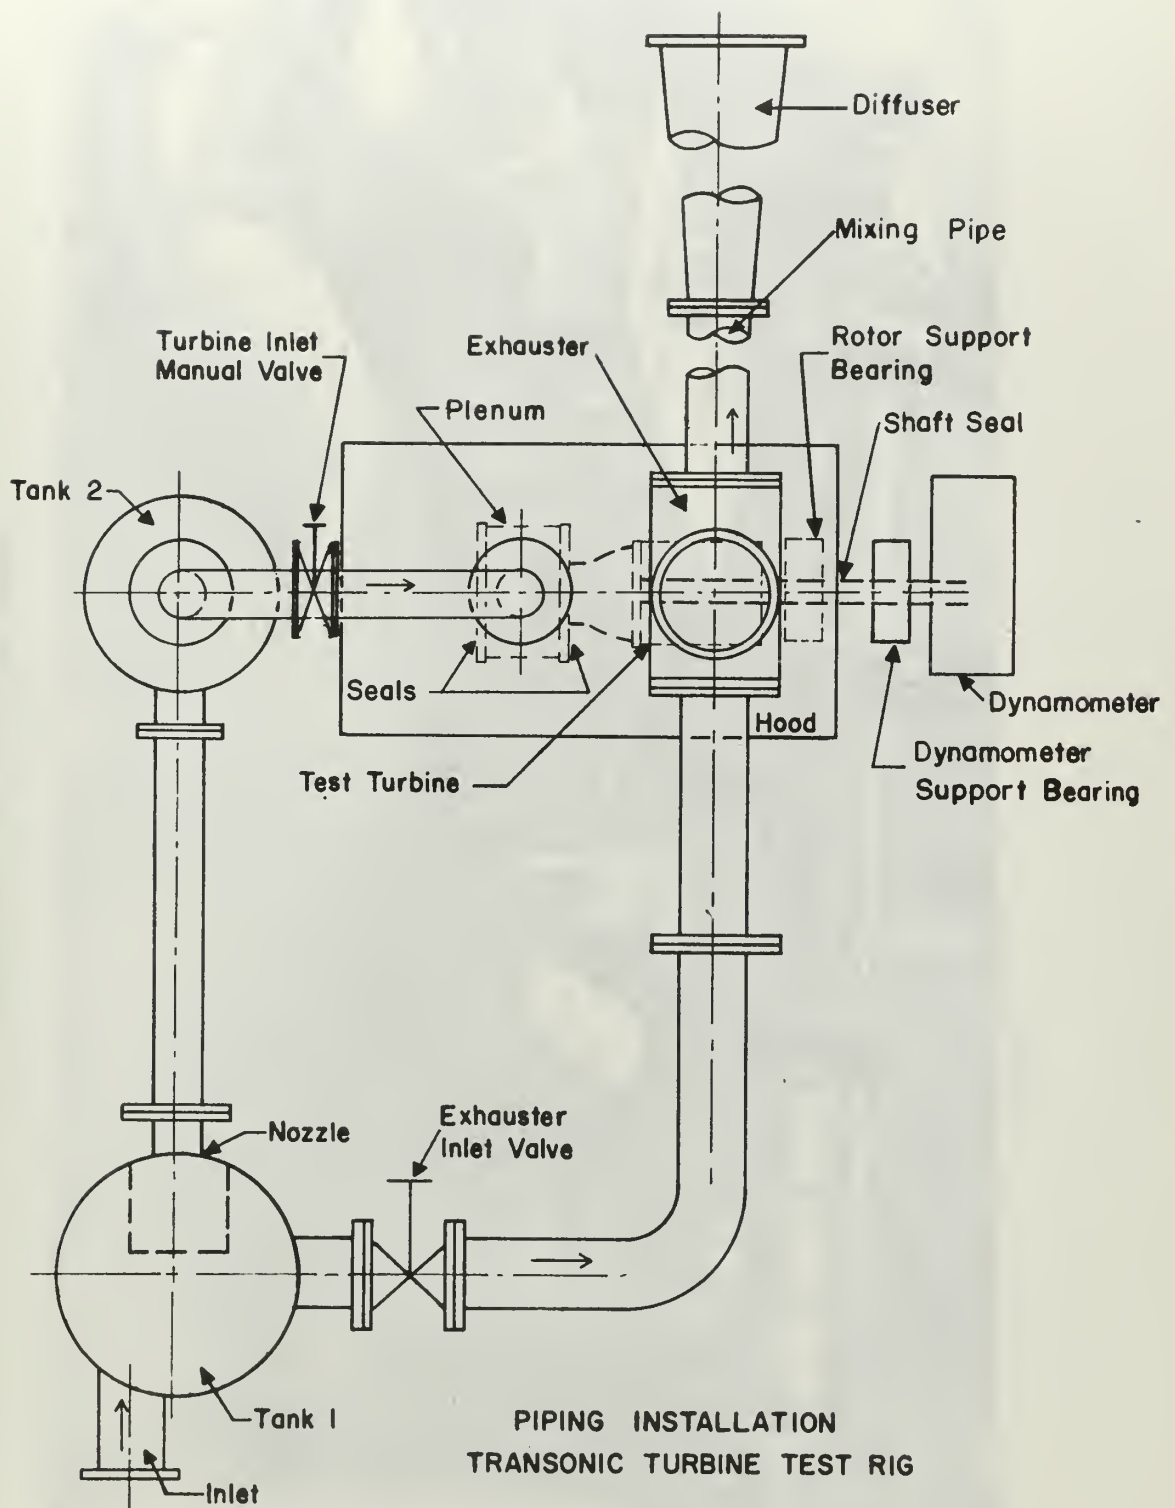 Diffuser
Mixing Pipe
Turbine Inlet
Manual Valve
Exhauster
Rotor Support
Bearing
Plenum
Shaft Seal
Tank 2
Seals
Hood
Dynamometer
Test Turbine
Dynamometer
Support Bearing
Nozzle
Exhauster
Inlet Valve
Tank 1
PIPING INSTALLATION
TRANSONIC TURBINE TEST RIG
Inlet